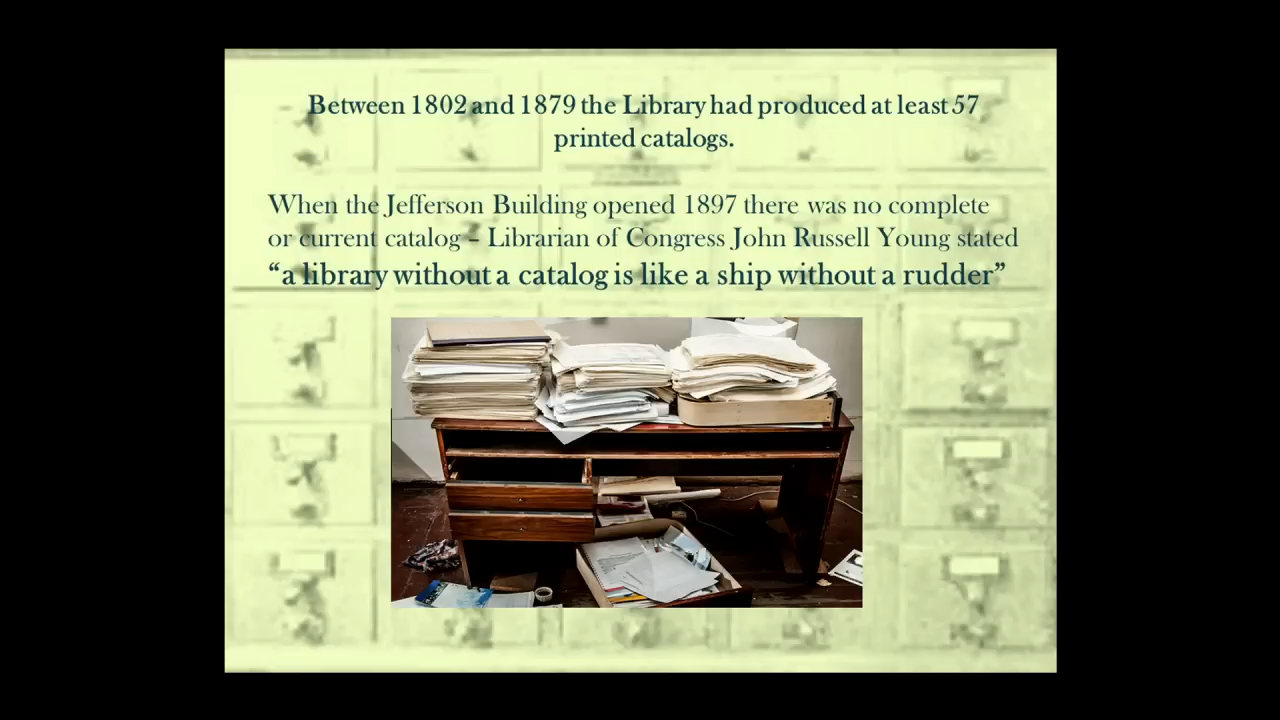 Between 1802 and 1879 the Library had produced at least 57
printed catalogs.
When the Jefferson Building opened 1897 there was no complete
or current catalog – Librarian of Congress John Russell Young stated
“a library without a catalog is like a ship without a rudder”